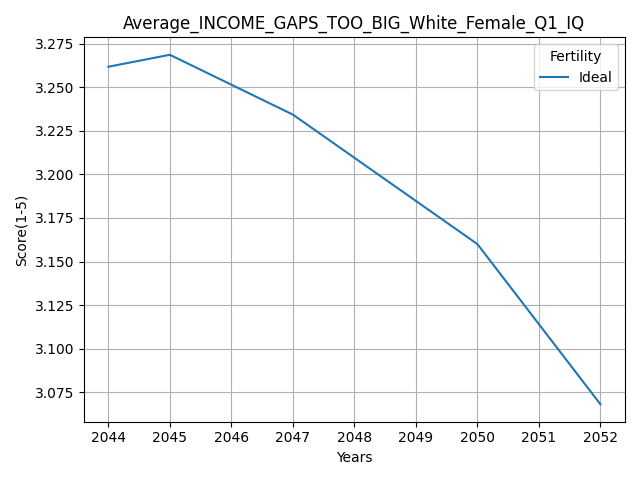 Average_INCOME_GAPS_TOO_BIG_White_Female_Q1_IQ
Fertility
Ideal
Score(1-5)
3.275
3.250
3.225
3.200
3.175
3.150
3.125
3.100
3.075
2044 2045 2046 2047 2048 2049 2050 2051 2052
Years